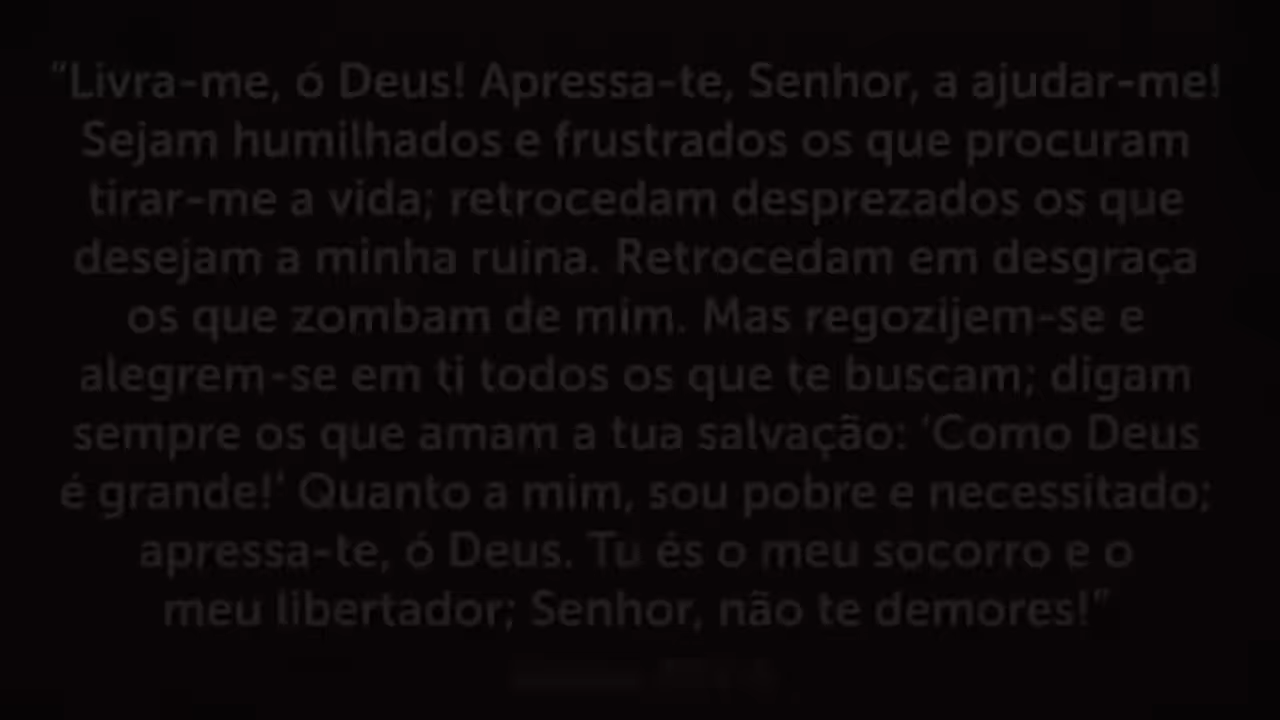 “Livra-me, ó Deus! Apressa-te, Senhor, a ajudar-me!
Sejam humilhados e frustrados os que procuram
tirar-me a vida; retrocedam desprezados os que
desejam a minha ruína. Retrocedam em desgraça
os que zombam de mim. Mas regozijem-se e
alegrem-se em ti todos os que te buscam; digam
sempre os que amam a tua salvação: ‘Como Deus
é grande!’ Quanto a mim, sou pobre e necessitado;
apressa-te, ó Deus. Tu és o meu socorro e o
meu libertador; Senhor, não te demores!”